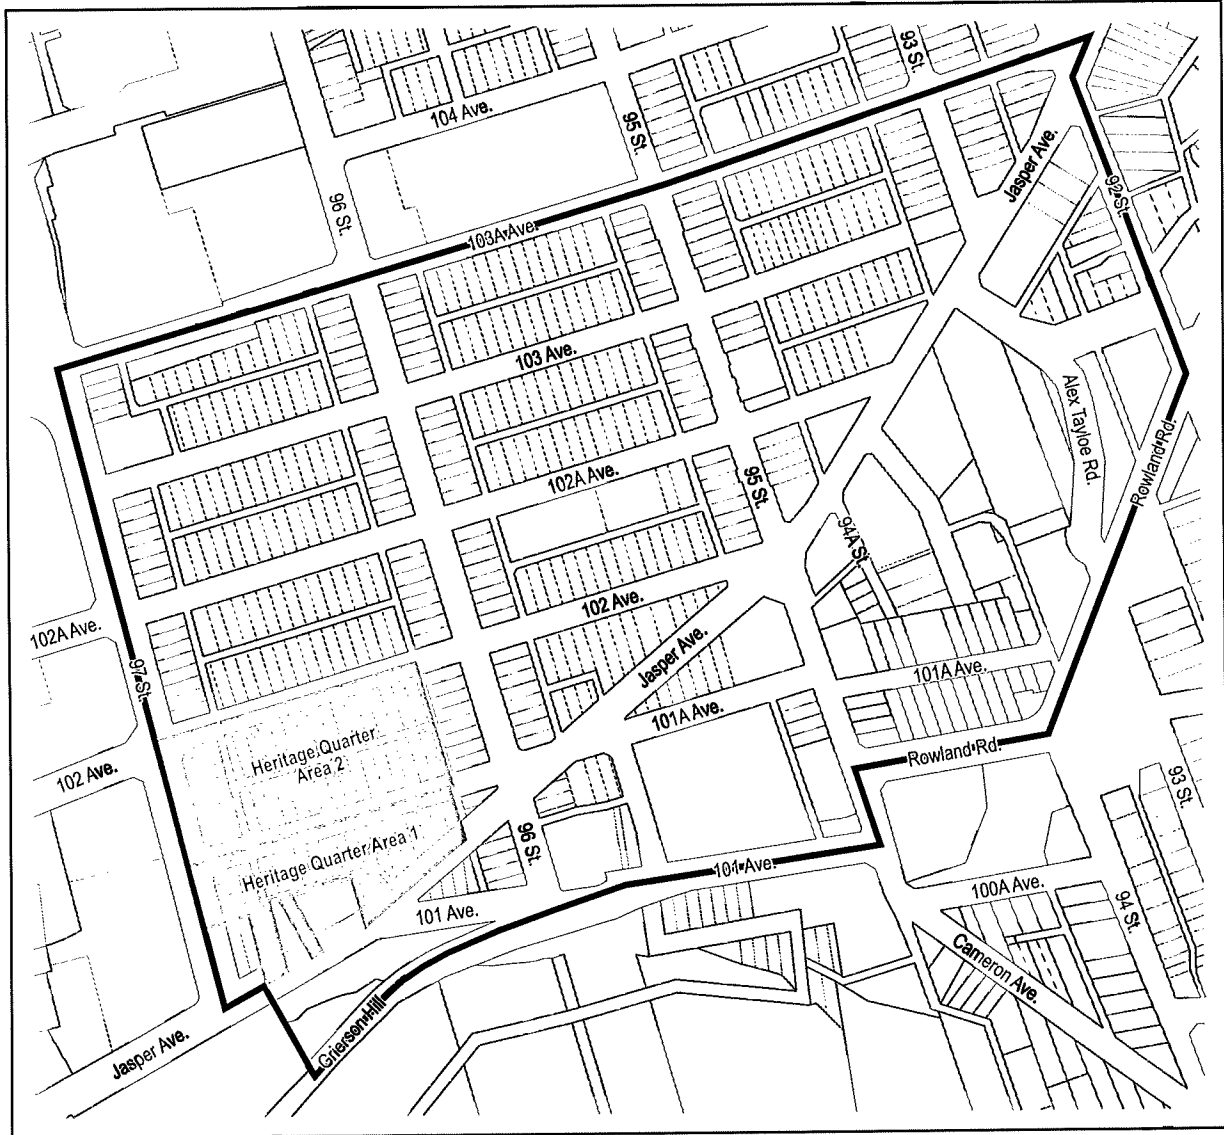 93 St.
104 Ave.
95 St.
Jasper Ave.
92 St.
96 St.
103A Ave.
103 Ave.
Alex Tayloe Rd.
Rowland Rd.
102A Ave.
95 St.
94A St.
102 Ave.
102A Ave.
97 St.
Jasper Ave.
101A Ave.
101A Ave.
Heritage Quarter
Area 2
102 Ave.
Rowland Rd.
93 St.
Heritage Quarter Area 1
96 St.
101 Ave.
100A Ave.
101 Ave.
94 St.
Cameron Ave.
Grierson Hill
Jasper Ave.